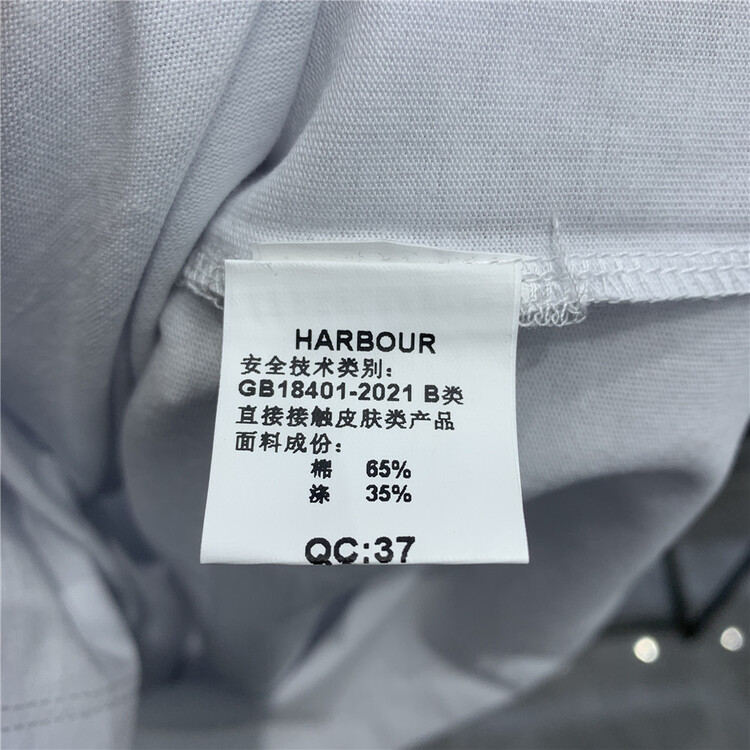 HARBOUR
安全技术类别：
GB18401-2021 B类
直接接触皮肤类产品
面料成份：
棉 65%
涤 35%
QC:37